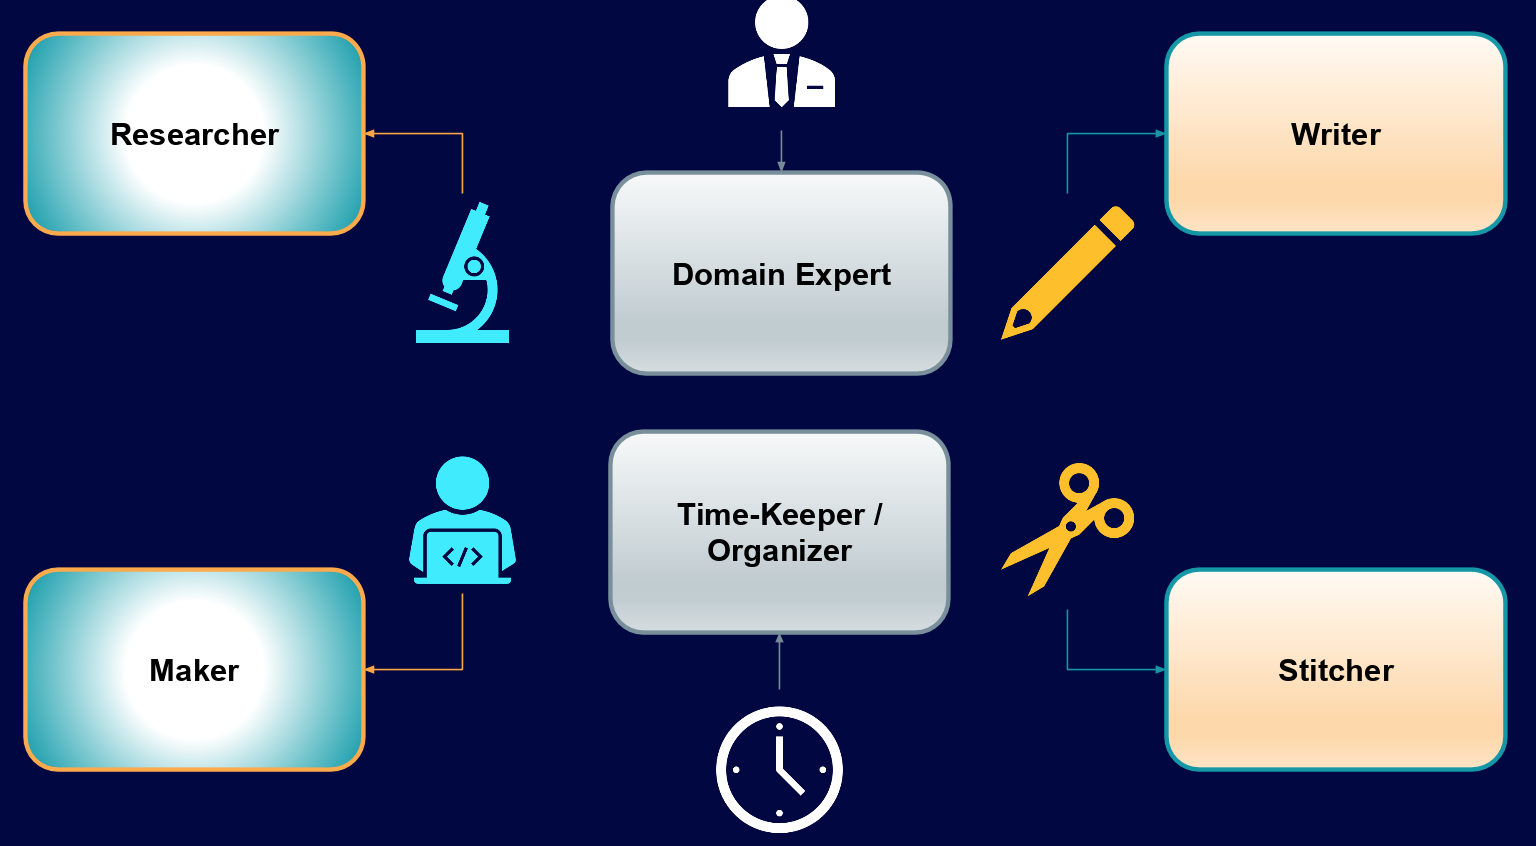 Researcher
Writer
Domain Expert
Time-Keeper /
Organizer
</>
Maker
Stitcher